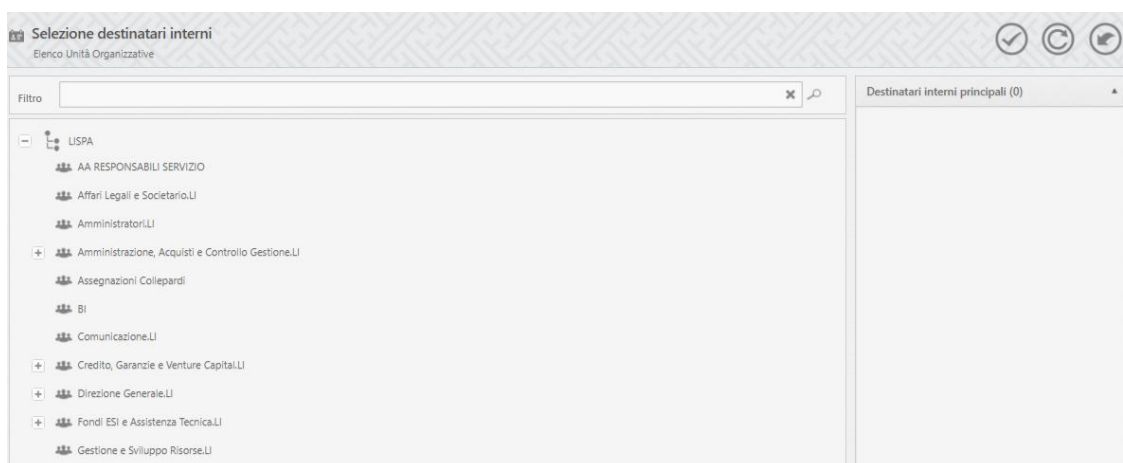 Selezione destinatari interni
Elenco Unità Organizzative
Filtro
Destinatari interni principali (0)
LISPA
AA RESPONSABILI SERVIZIO
Affari Legali e Societario.LI
Amministratori.LI
Amministrazione, Acquisti e Controllo Gestione.LI
Assegnazioni Collepardi
BI
Comunicazione.LI
Credito, Garanzie e Venture Capital.LI
Direzione Generale.LI
Fondi ESI e Assistenza Tecnica.LI
Gestione e Sviluppo Risorse.LI